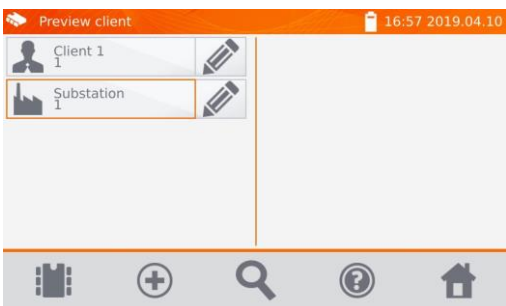 Preview client
16:57 2019.04.10
Client 1
1
Substation
1